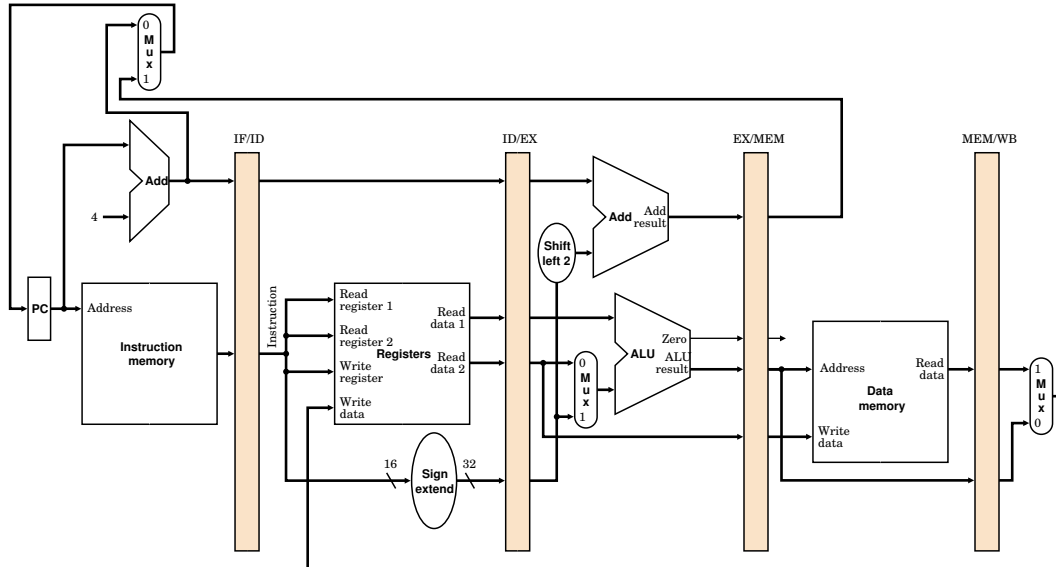 0
M
u
x
1
IF/ID
ID/EX
EX/MEM
MEM/WB
Add
4
Add
Add
result
Shift
left 2
PC
Address
Instruction
memory
Instruction
Read
register 1
Read
register 2
Write
register
Write
data
Registers
Read
data 1
Read
data 2
0
M
u
x
1
Zero
ALU
ALU
result
Address
Read
data
Data
memory
Write
data
1
M
u
x
0
16
Sign
extend
32